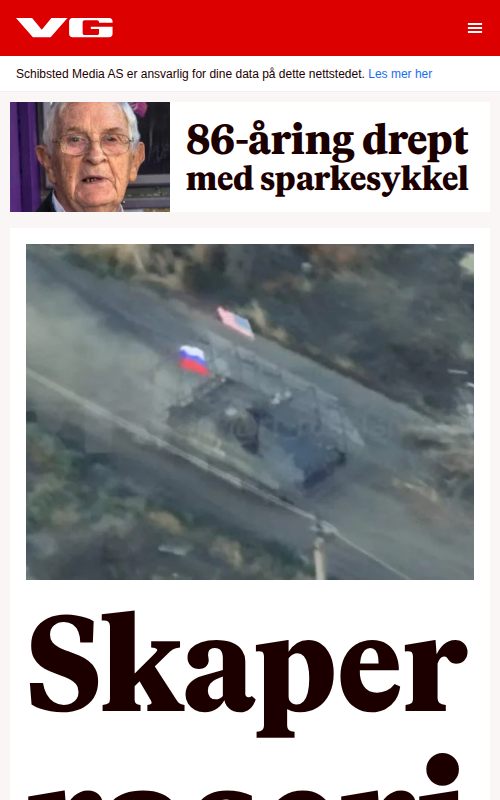 VG
Schibsted Media AS er ansvarlig for dine data på dette nettstedet. Les mer her
86-åring drept
med sparkesykkel
Skaper
raseri